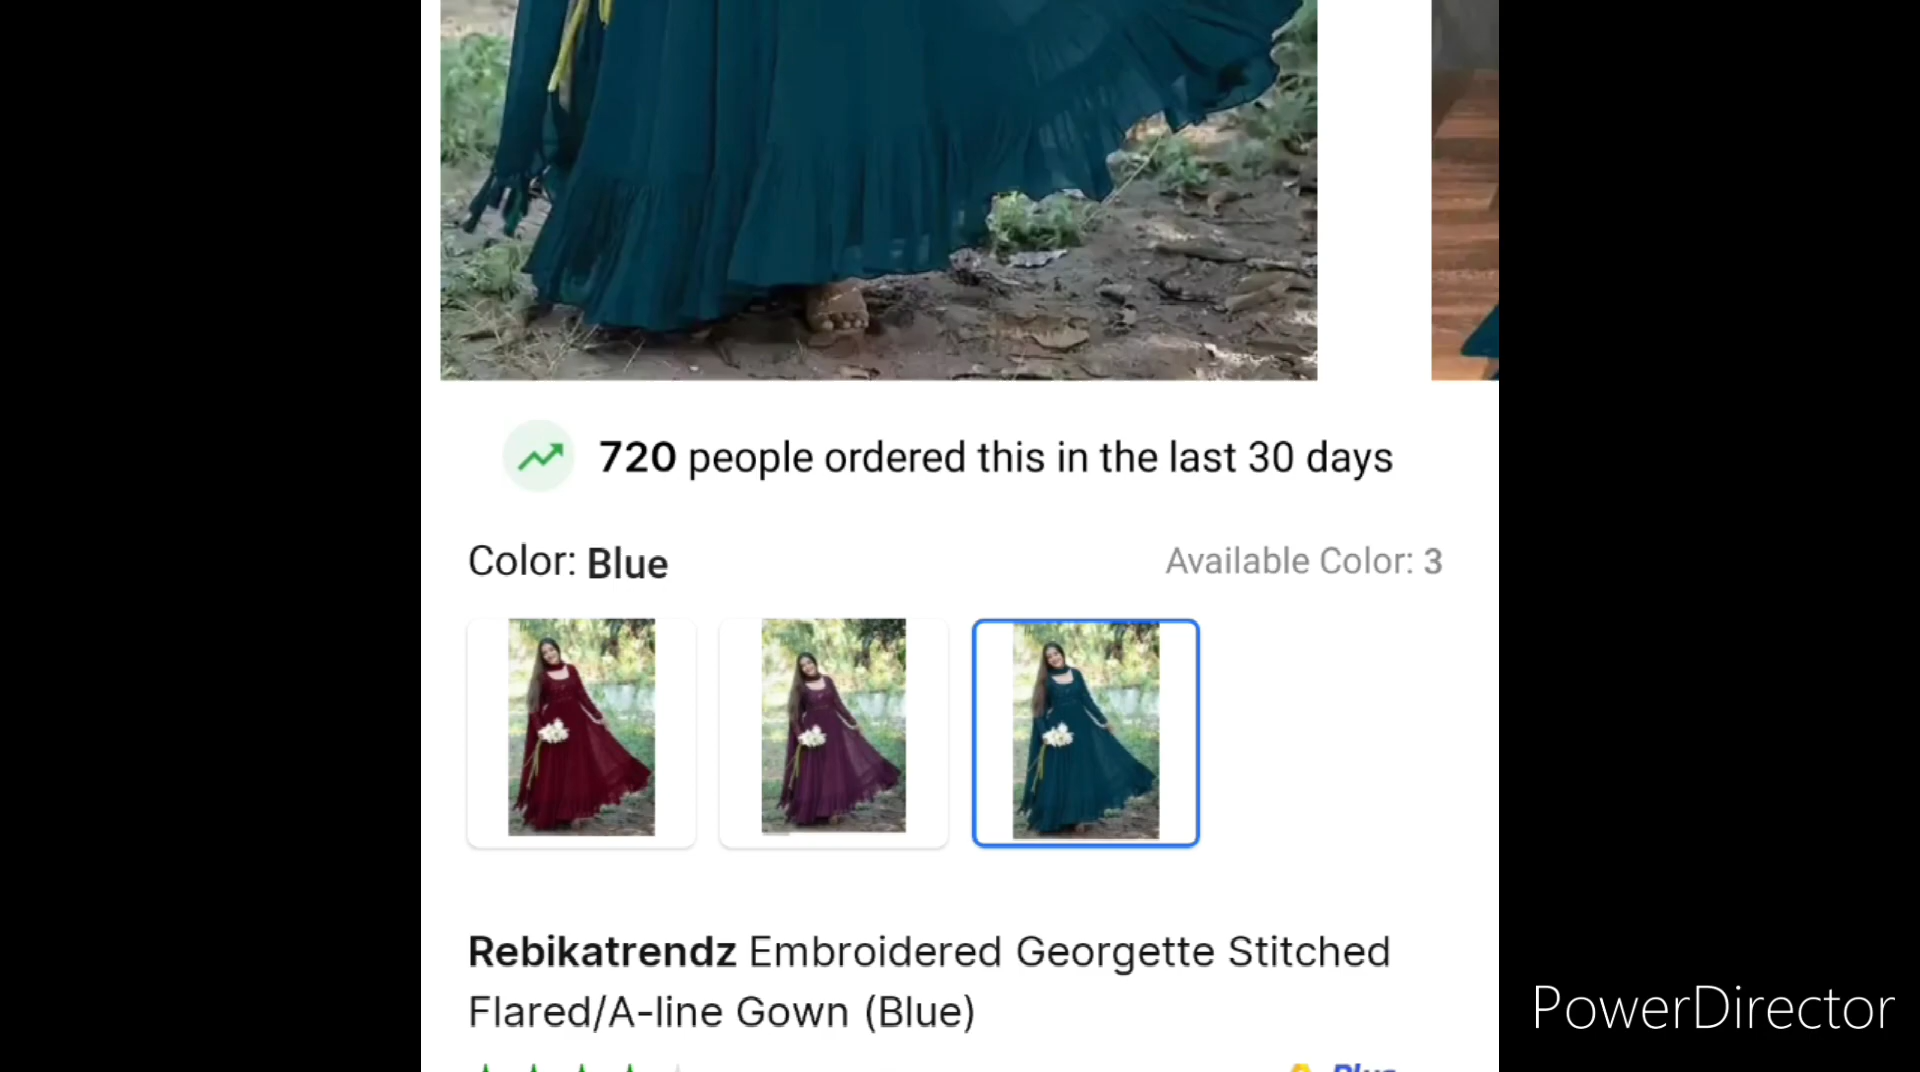 720 people ordered this in the last 30 days
Color: Blue
Available Color: 3
Rebikatrendz Embroidered Georgette Stitched
Flared/A-line Gown (Blue)
Plus
PowerDirector